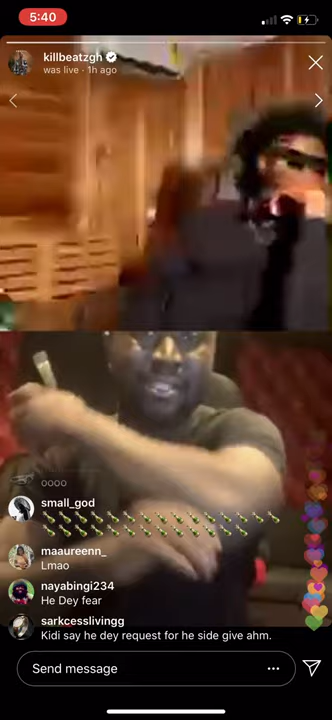 5:40
killbeatzgh
was live · 1h ago
oooo
small_god
🍾🍾🍾🍾🍾🍾🍾🍾🍾🍾🍾🍾🍾🍾🍾🍾
🍾🍾🍾🍾🍾🍾🍾🍾🍾🍾🍾🍾🍾🍾
maaureenn_
Lmao
nayabingi234
He Dey fear
sarkcesslivingg
Kidi say he dey request for he side give ahm.
Send message